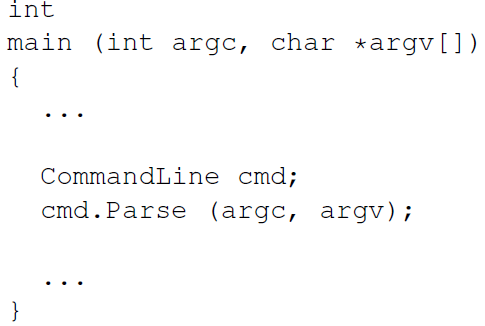 int
main (int argc, char *argv[])
{
  ...
  CommandLine cmd;
  cmd.Parse (argc, argv);
  ...
}